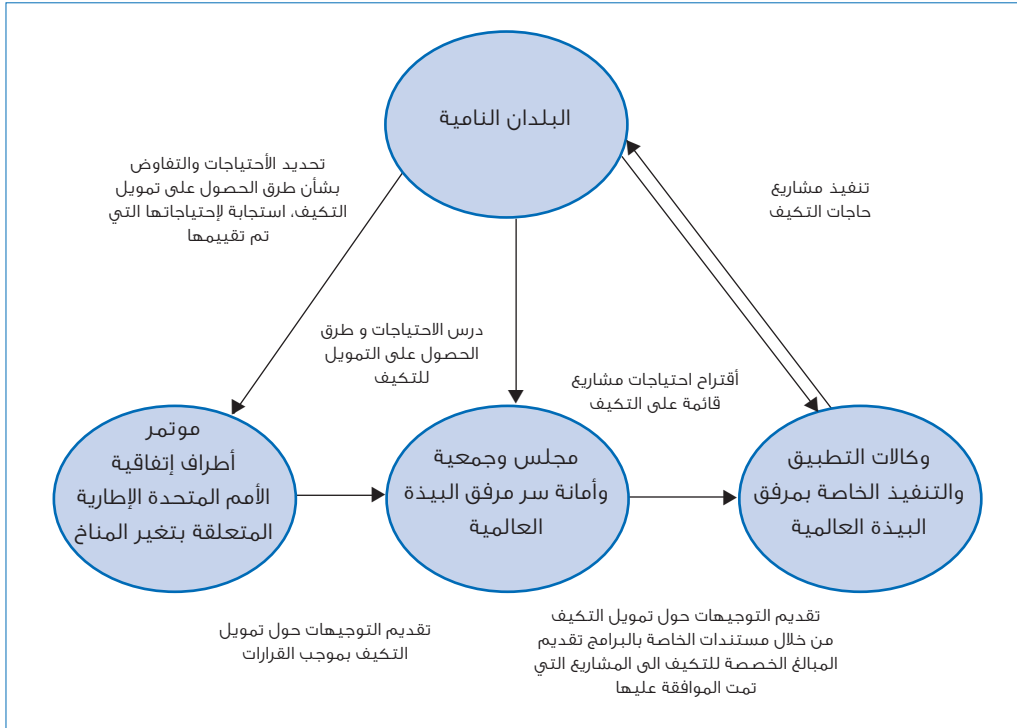 البلدان النامية
تحديد الأحتياجات والتفاوض
بشأن طرق الحصول على تمويل
التكيف، استجابة لإحتياجاتها التي
تم تقييمها
تنفيذ مشاريع
حاجات التكيف
درس الاحتياجات و طرق
الحصول على التمويل
للتكيف
أقتراح احتياجات مشاريع
قائمة على التكيف
موتمر
أطراف إتفاقية
الأمم المتحدة الإطارية
المتعلقة بتغير المناخ
مجلس وجمعية
وأمانة سر مرفق البيذة
العالمية
وكالات التطبيق
والتنفيذ الخاصة بمرفق
البيذة العالمية
تقديم التوجيهات حول تمويل
التكيف بموجب القرارات
تقديم التوجيهات حول تمويل التكيف
من خلال مستندات الخاصة بالبرامج تقديم
المبالغ الخصصة للتكيف الى المشاريع التي
تمت الموافقة عليها